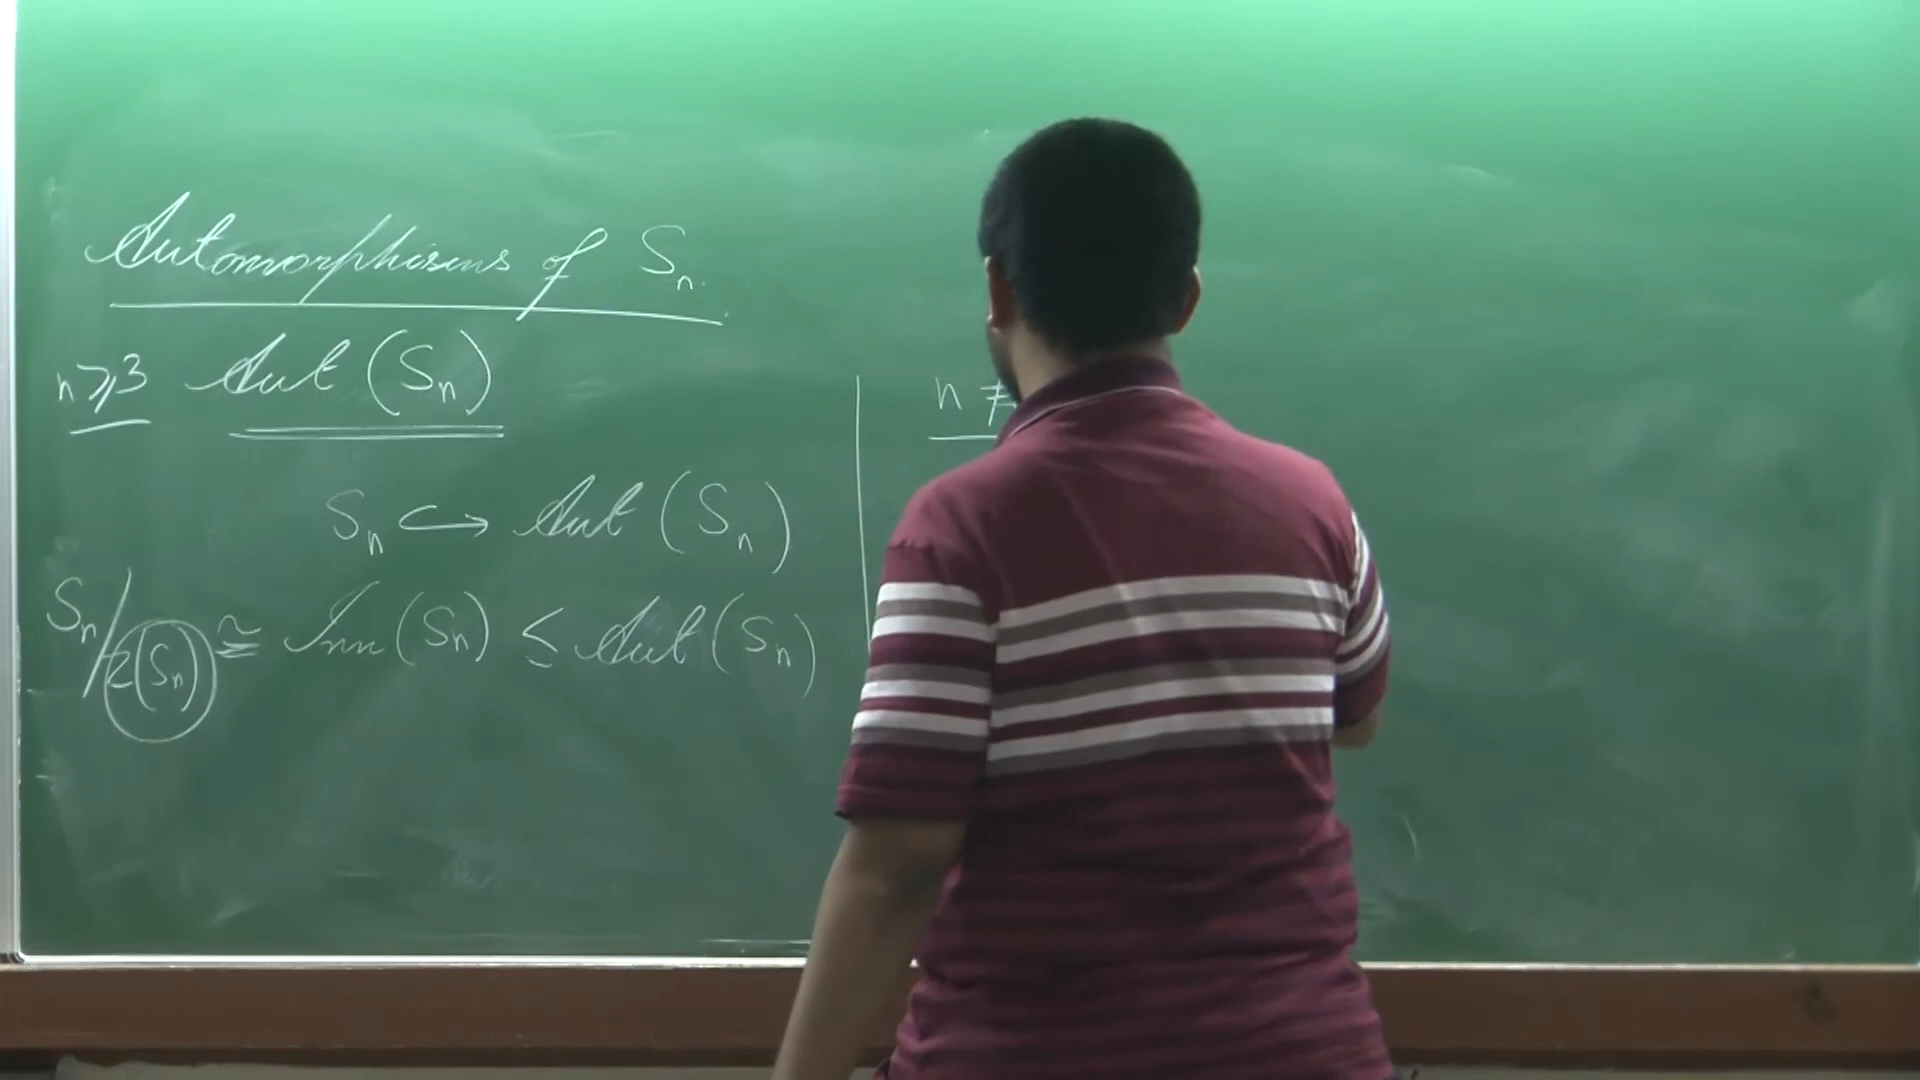 Automorphisms of Sₙ.
n ⩾ 3 Aut (Sₙ)
Sₙ ↪ Aut (Sₙ)
Sₙ/Z(Sₙ) ≅ Inn (Sₙ) ≤ Aut (Sₙ)
n ≠